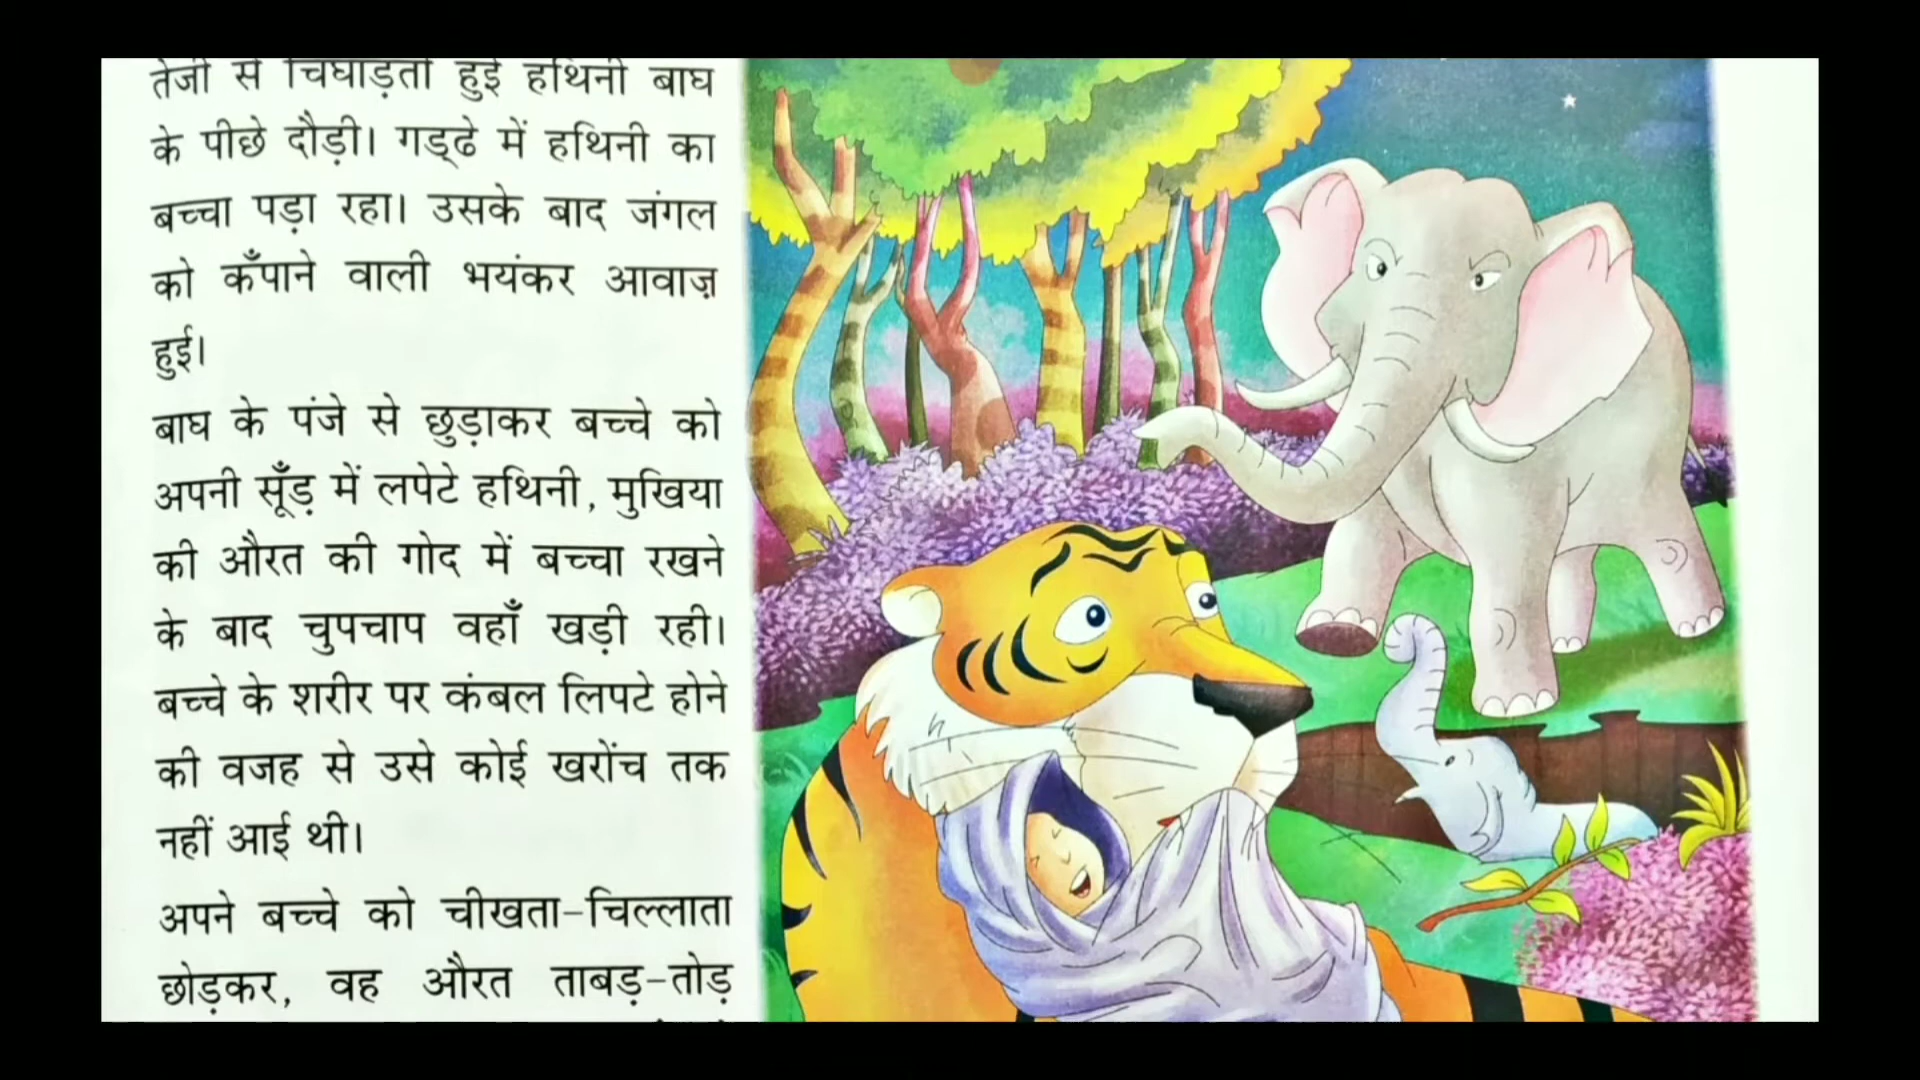 तेजी से चिंघाड़ती हुई हथिनी बाघ
के पीछे दौड़ी। गड्ढे में हथिनी का
बच्चा पड़ा रहा। उसके बाद जंगल
को कँपाने वाली भयंकर आवाज़
हुई।
बाघ के पंजे से छुड़ाकर बच्चे को
अपनी सूँड़ में लपेटे हथिनी, मुखिया
की औरत की गोद में बच्चा रखने
के बाद चुपचाप वहाँ खड़ी रही।
बच्चे के शरीर पर कंबल लिपटे होने
की वजह से उसे कोई खरोंच तक
नहीं आई थी।
अपने बच्चे को चीखता-चिल्लाता
छोड़कर, वह औरत ताबड़-तोड़